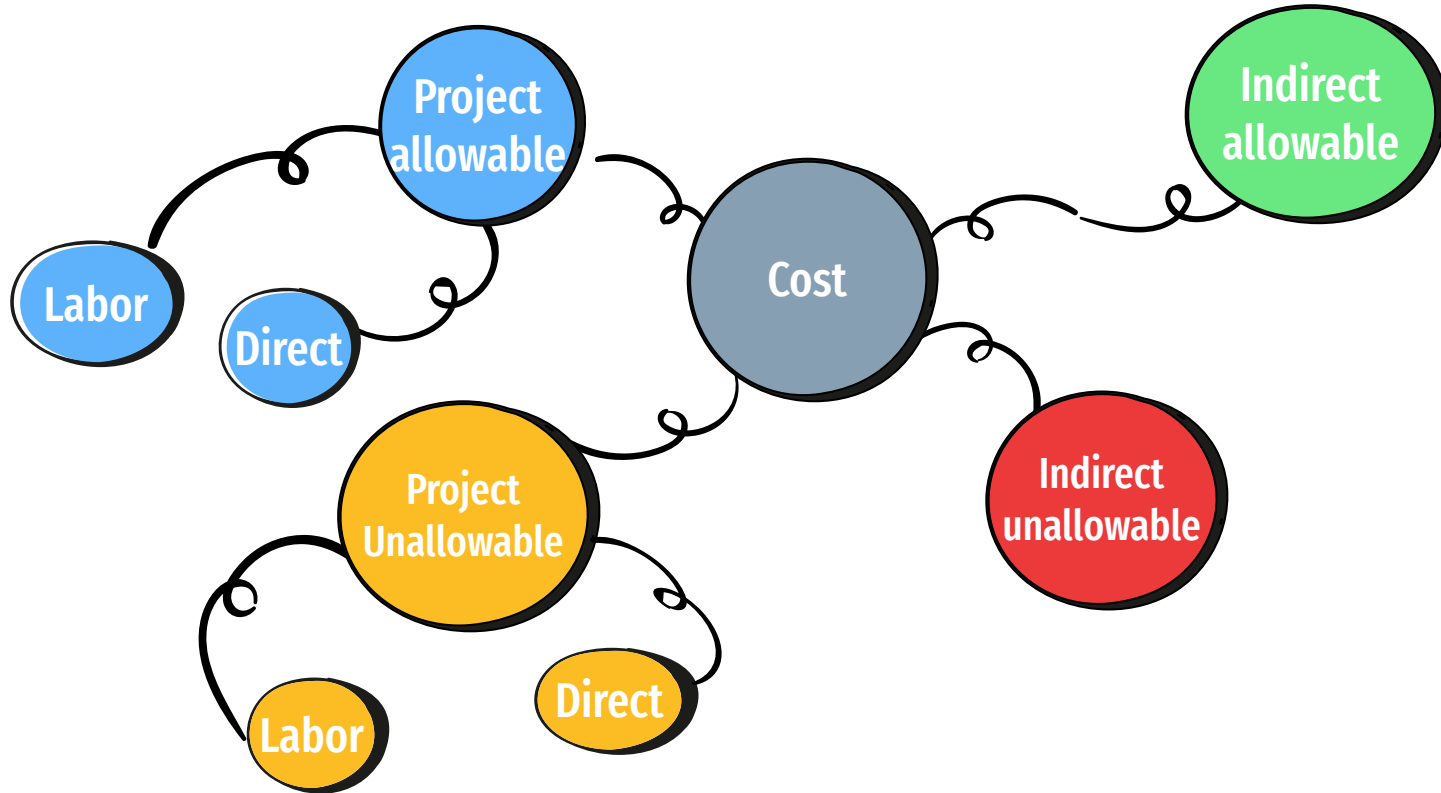 Project
allowable
Indirect
allowable
Cost
Labor
Direct
Project
Unallowable
Indirect
unallowable
Direct
Labor